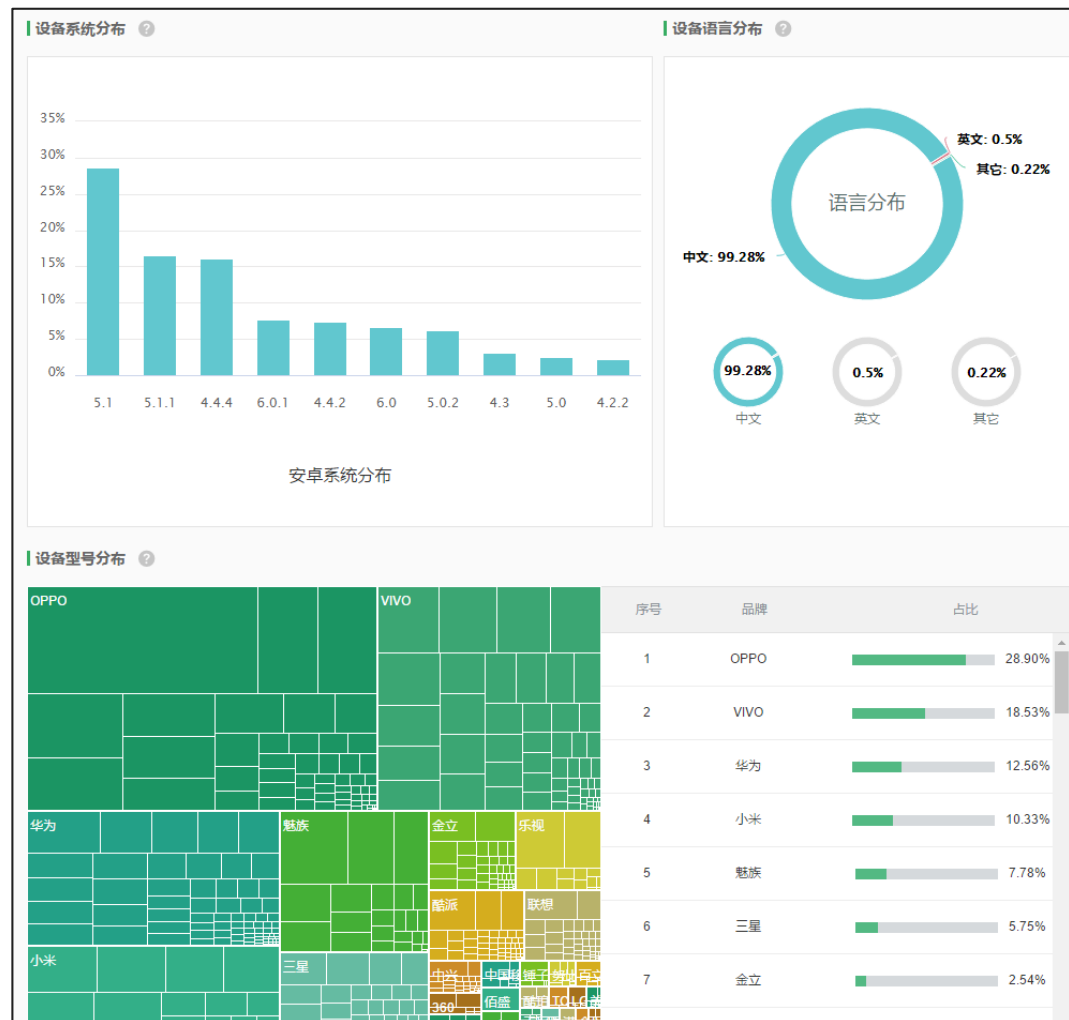 设备系统分布 ?
35%
30%
25%
20%
15%
10%
5%
0%
5.1 5.1.1 4.4.4 6.0.1 4.4.2 6.0 5.0.2 4.3 5.0 4.2.2
安卓系统分布
设备语言分布 ?
英文: 0.5%
其它: 0.22%
语言分布
中文: 99.28%
99.28% 0.5% 0.22%
中文 英文 其它
设备型号分布 ?
OPPO VIVO
华为 魅族 金立 乐视
酷派 联想
小米 三星
中兴 中国移 锤子
360 佰盛
序号 品牌 占比
1 OPPO 28.90%
2 VIVO 18.53%
3 华为 12.56%
4 小米 10.33%
5 魅族 7.78%
6 三星 5.75%
7 金立 2.54%